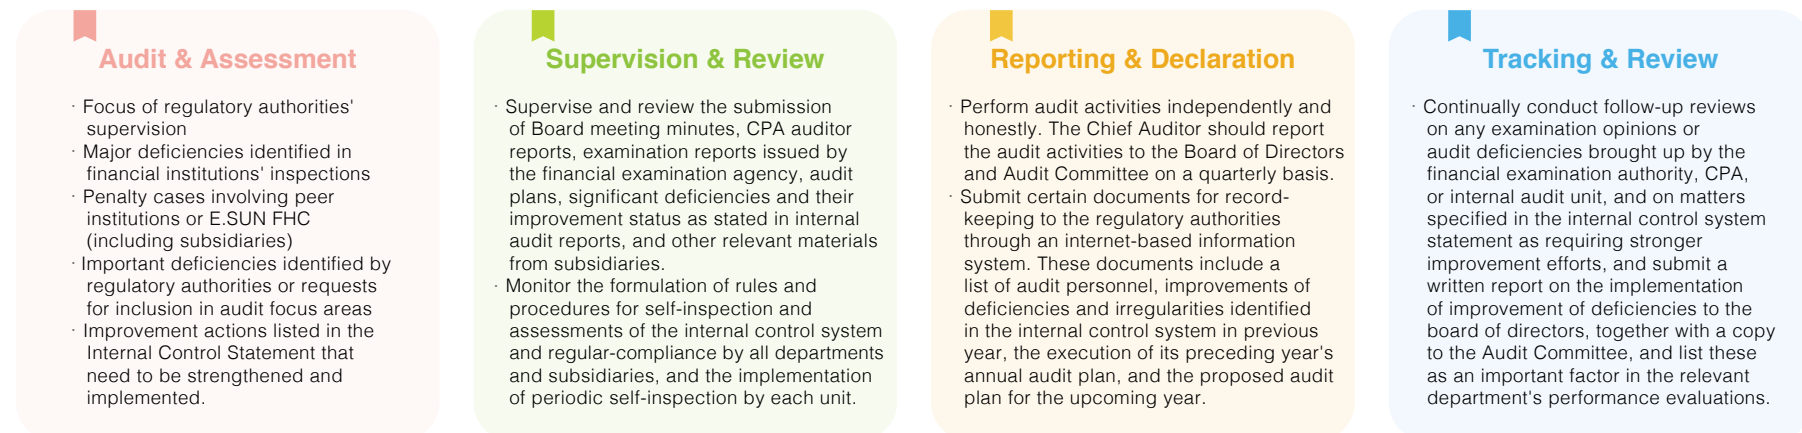 Audit & Assessment
· Focus of regulatory authorities'
supervision
· Major deficiencies identified in
financial institutions' inspections
· Penalty cases involving peer
institutions or E.SUN FHC
(including subsidiaries)
· Important deficiencies identified by
regulatory authorities or requests
for inclusion in audit focus areas
· Improvement actions listed in the
Internal Control Statement that
need to be strengthened and
implemented.
Supervision & Review
· Supervise and review the submission
of Board meeting minutes, CPA auditor
reports, examination reports issued by
the financial examination agency, audit
plans, significant deficiencies and their
improvement status as stated in internal
audit reports, and other relevant materials
from subsidiaries.
· Monitor the formulation of rules and
procedures for self-inspection and
assessments of the internal control system
and regular-compliance by all departments
and subsidiaries, and the implementation
of periodic self-inspection by each unit.
Reporting & Declaration
· Perform audit activities independently and
honestly. The Chief Auditor should report
the audit activities to the Board of Directors
and Audit Committee on a quarterly basis.
· Submit certain documents for record-
keeping to the regulatory authorities
through an internet-based information
system. These documents include a
list of audit personnel, improvements of
deficiencies and irregularities identified
in the internal control system in previous
year, the execution of its preceding year's
annual audit plan, and the proposed audit
plan for the upcoming year.
Tracking & Review
· Continually conduct follow-up reviews
on any examination opinions or
audit deficiencies brought up by the
financial examination authority, CPA,
or internal audit unit, and on matters
specified in the internal control system
statement as requiring stronger
improvement efforts, and submit a
written report on the implementation
of improvement of deficiencies to the
board of directors, together with a copy
to the Audit Committee, and list these
as an important factor in the relevant
department's performance evaluations.